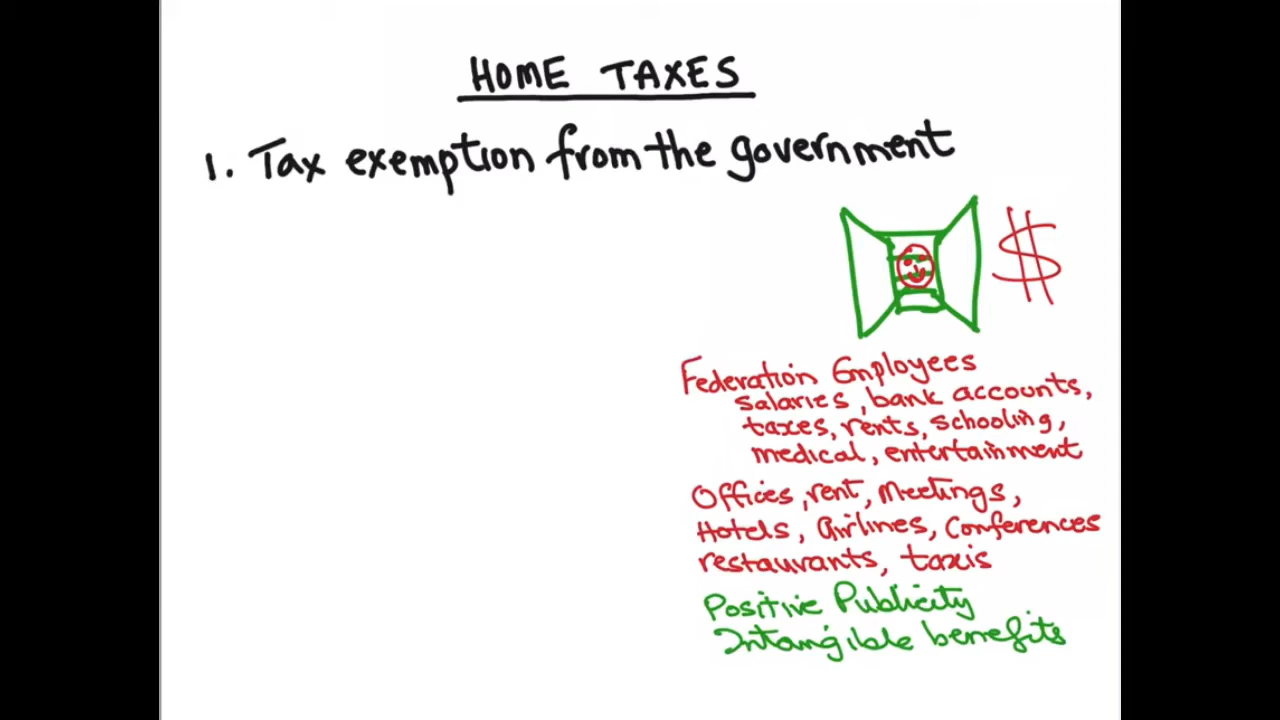 HOME TAXES
1. Tax exemption from the government
$
Federation Employees
salaries, bank accounts,
taxes, rents, schooling,
medical, entertainment
Offices, rent, Meetings,
Hotels, Airlines, Conferences
restaurants, taxis
Positive Publicity
Intangible benefits